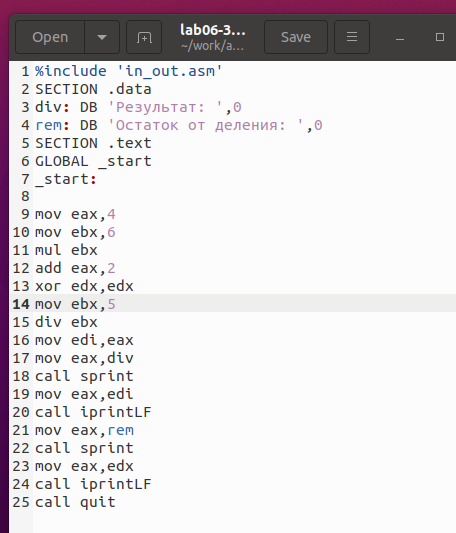 Open
lab06-3...
~/work/a...
Save
1 %include 'in_out.asm'
2 SECTION .data
3 div: DB 'Результат: ',0
4 rem: DB 'Остаток от деления: ',0
5 SECTION .text
6 GLOBAL _start
7 _start:
8
9 mov eax,4
10 mov ebx,6
11 mul ebx
12 add eax,2
13 xor edx,edx
14 mov ebx,5
15 div ebx
16 mov edi,eax
17 mov eax,div
18 call sprint
19 mov eax,edi
20 call iprintLF
21 mov eax,rem
22 call sprint
23 mov eax,edx
24 call iprintLF
25 call quit